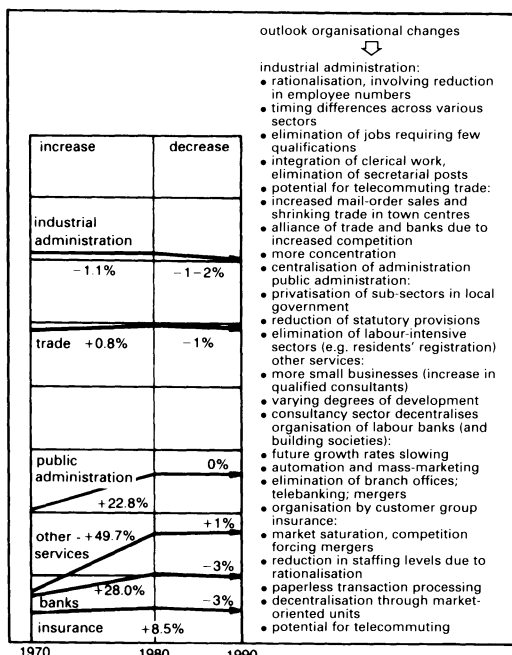 outlook organisational changes
industrial administration:
• rationalisation, involving reduction
in employee numbers
• timing differences across various
sectors
• elimination of jobs requiring few
qualifications
• integration of clerical work,
elimination of secretarial posts
• potential for telecommuting trade:
• increased mail-order sales and
shrinking trade in town centres
• alliance of trade and banks due to
increased competition
• more concentration
• centralisation of administration
public administration:
• privatisation of sub-sectors in local
government
• reduction of statutory provisions
• elimination of labour-intensive
sectors (e.g. residents' registration)
other services:
• more small businesses (increase in
qualified consultants)
• varying degrees of development
• consultancy sector decentralises
organisation of labour banks (and
building societies):
• future growth rates slowing
• automation and mass-marketing
• elimination of branch offices;
telebanking; mergers
• organisation by customer group
insurance:
• market saturation, competition
forcing mergers
• reduction in staffing levels due to
rationalisation
• paperless transaction processing
• decentralisation through market-
oriented units
• potential for telecommuting
increase decrease
industrial
administration
−1.1% −1−2%
trade +0.8% −1%
public
administration
0%
+22.8%
other - +49.7%
services
+1%
−3%
+28.0%
banks
−3%
insurance +8.5%
1970 1980 1990